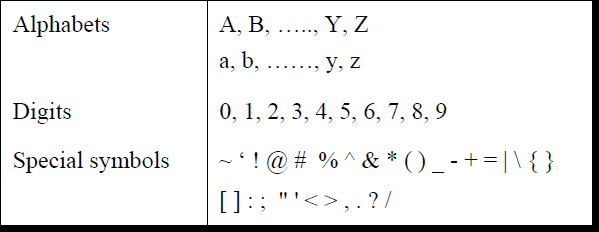 Alphabets A, B, ….., Y, Z
a, b, ……, y, z
Digits 0, 1, 2, 3, 4, 5, 6, 7, 8, 9
Special symbols ~ ‘ ! @ # % ^ & * ( ) _ - + = | \ { }
[ ] : ; " ' < > , . ? /